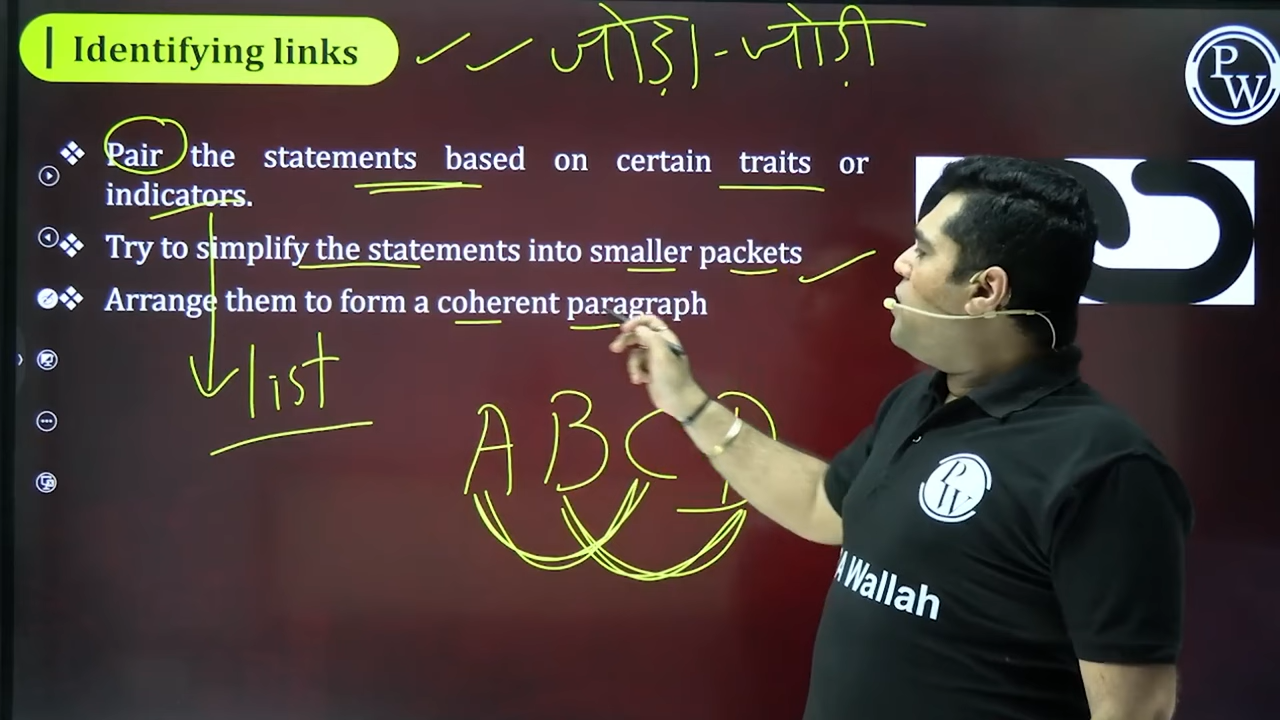 Identifying links
जोड़ा-जोड़ी
PW
Pair the statements based on certain traits or
indicators.
Try to simplify the statements into smaller packets
Arrange them to form a coherent paragraph
list
A B C D
PW
A Wallah